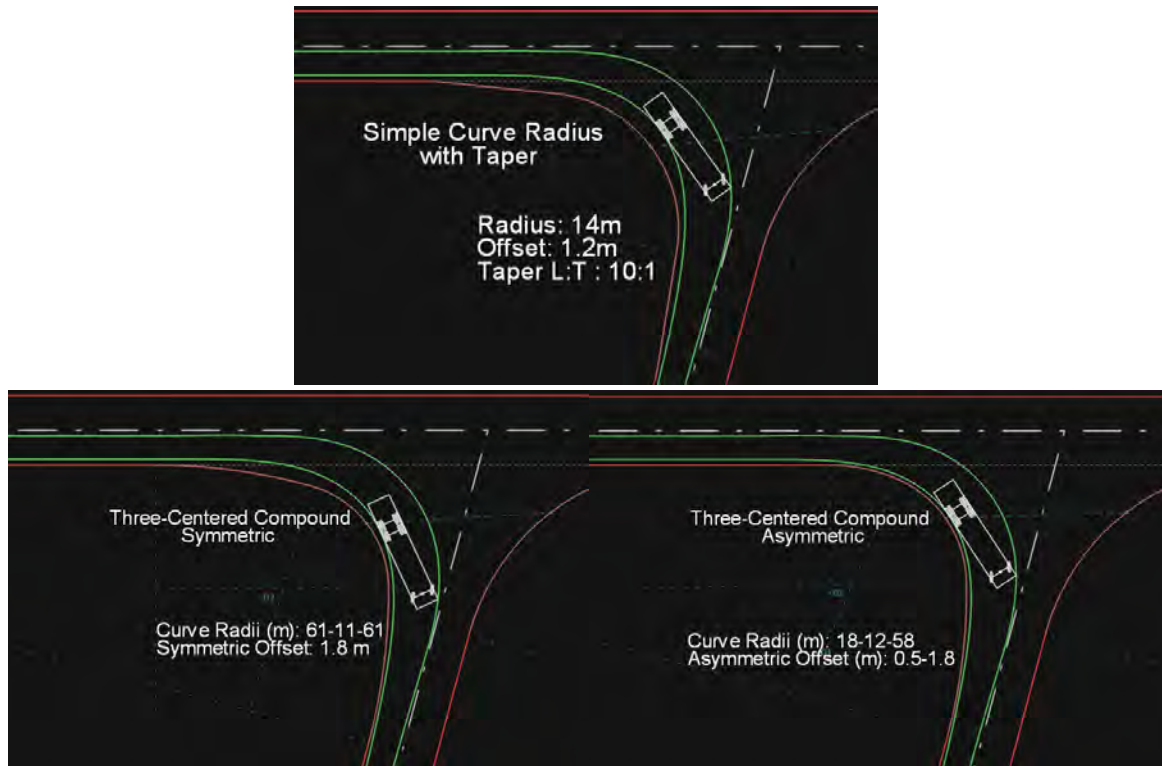 Simple Curve Radius
with Taper
Radius: 14m
Offset: 1.2m
Taper L:T : 10:1
Three-Centered Compound
Symmetric
Curve Radii (m): 61-11-61
Symmetric Offset: 1.8 m
Three-Centered Compound
Asymmetric
Curve Radii (m): 18-12-58
Asymmetric Offset (m): 0.5-1.8